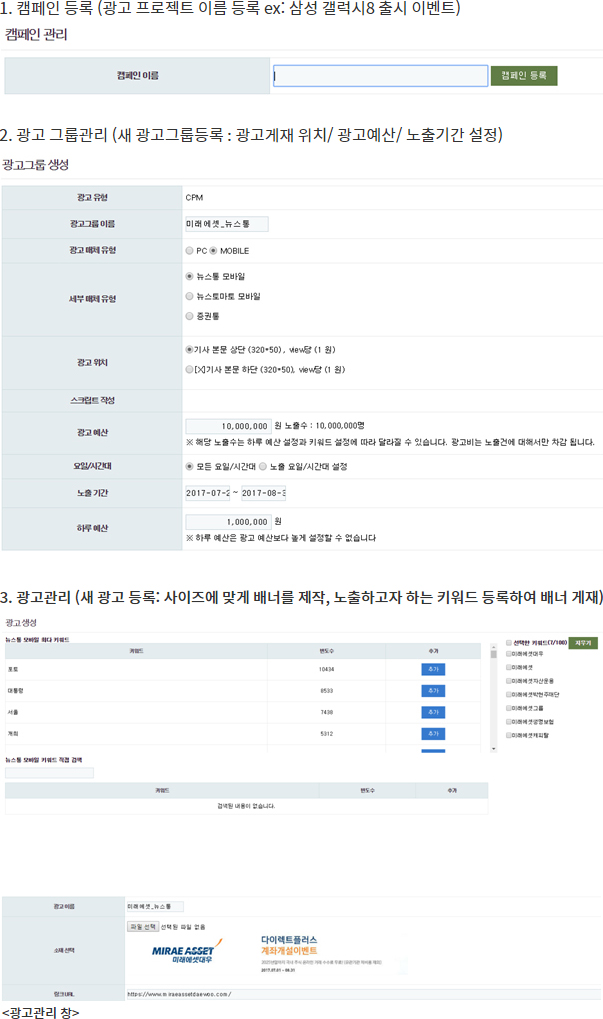 1. 캠페인 등록 (광고 프로젝트 이름 등록 ex: 삼성 갤럭시8 출시 이벤트)
캠페인 관리
캠페인 이름
캠페인 등록
2. 광고 그룹관리 (새 광고그룹등록 : 광고게재 위치/ 광고예산/ 노출기간 설정)
광고그룹 생성
광고 유형 CPM
광고그룹 이름 미래에셋_뉴스통
광고 매체 유형 PC MOBILE
세부 매체 유형
뉴스통 모바일
뉴스토마토 모바일
증권통
광고 위치
기사 본문 상단 (320*50) , view당 (1 원)
[X]기사 본문 하단 (320*50), view당 (1 원)
스크립트 작성
광고 예산 10,000,000 원 노출수 : 10,000,000명
※ 해당 노출수는 하루 예산 설정과 키워드 설정에 따라 달라질 수 있습니다. 광고비는 노출건에 대해서만 차감 됩니다.
요일/시간대 모든 요일/시간대 노출 요일/시간대 설정
노출 기간 2017-07-2 ~ 2017-08-3
하루 예산 1,000,000 원
※ 하루 예산은 광고 예산보다 높게 설정할 수 없습니다
3. 광고관리 (새 광고 등록: 사이즈에 맞게 배너를 제작, 노출하고자 하는 키워드 등록하여 배너 게재)
광고 생성
뉴스통 모바일 최다 키워드
키워드 빈도수 추가
포토 10434 추가
대통령 8533 추가
서울 7438 추가
개최 5312 추가
선택한 키워드(7/100) 지우기
미래에셋대우
미래에셋
미래에셋자산운용
미래에셋박현주재단
미래에셋그룹
미래에셋생명보험
미래에셋캐피탈
뉴스통 모바일 키워드 직접 검색
키워드 빈도수 추가
검색된 내용이 없습니다.
광고 이름 미래에셋_뉴스통
소재 선택 파일 선택 선택된 파일 없음
MIRAE ASSET
미래에셋대우
다이렉트플러스
계좌개설이벤트
2017.07.01 ~ 08.31
링크 URL https://www.miraeassetdaewoo.com/
<광고관리 창>